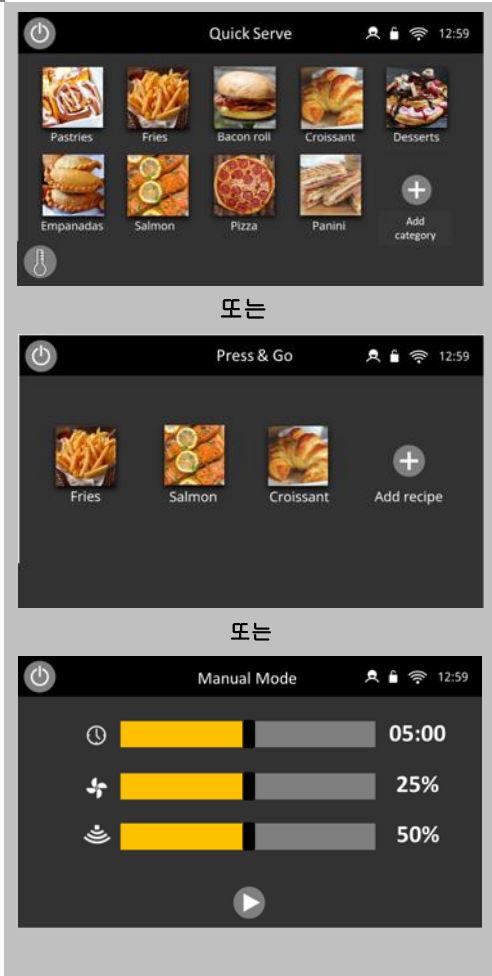 Quick Serve 12:59
Pastries Fries Bacon roll Croissant Desserts
Empanadas Salmon Pizza Panini Add
category
또는
Press & Go 12:59
Fries Salmon Croissant Add recipe
또는
Manual Mode 12:59
05:00
25%
50%